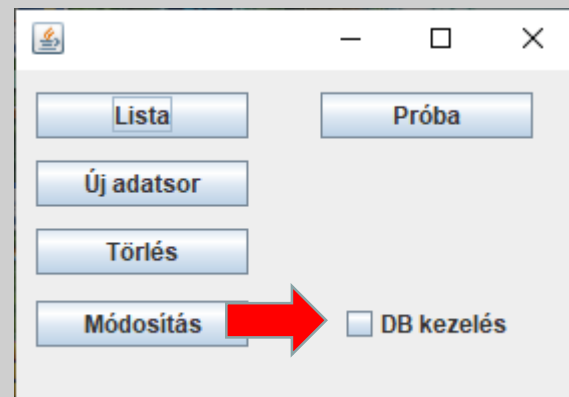 Lista
Próba
Új adatsor
Törlés
Módosítás
DB kezelés